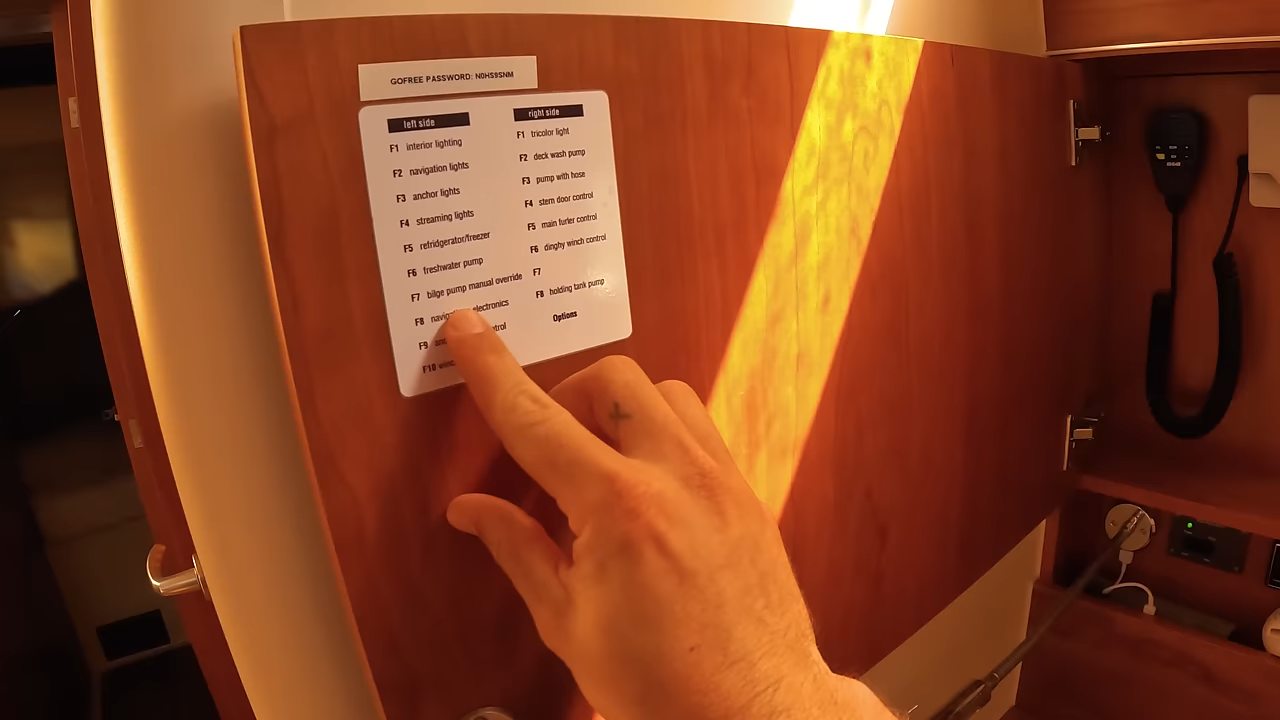 GOFREE PASSWORD: N0HS9SNM
left side
F1 interior lighting
F2 navigation lights
F3 anchor lights
F4 streaming lights
F5 refridgerator/freezer
F6 freshwater pump
F7 bilge pump manual override
F8 electronics
F9
F10
right side
F1 tricolor light
F2 deck wash pump
F3 pump with hose
F4 stern door control
F5 main furler control
F6 dinghy winch control
F7
F8 holding tank pump
Options